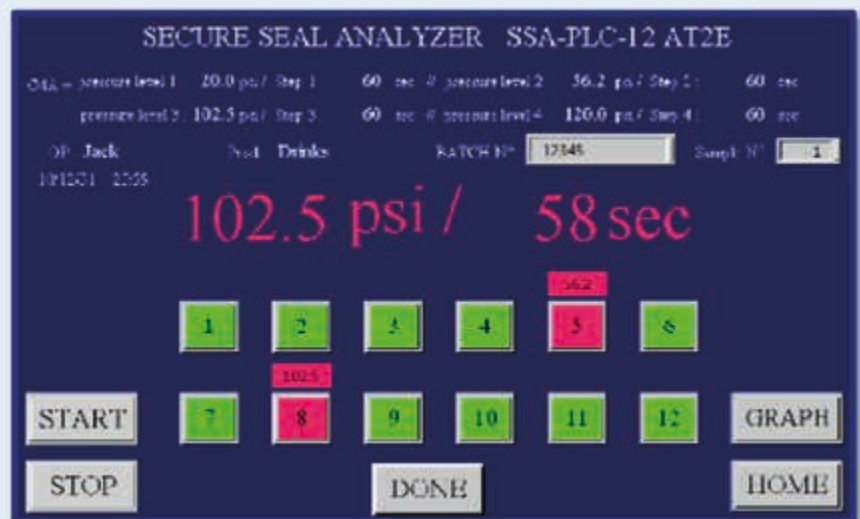 SECURE SEAL ANALYZER SSA-PLC-12 AT2E
pressure level 1 20.0 psi / Step 1 60 sec // pressure level 2 56.2 psi / Step 2 : 60 sec
pressure level 3 : 102.5 psi / Step 3 60 sec // pressure level 4 120.0 psi / Step 4 : 60 sec
OP Jack Prod Drinks BATCH N° 12345 Sample N° 1
102.5 psi / 58 sec
56.2
1 2 3 4 5 6
102.5
START 7 8 9 10 11 12 GRAPH
STOP DONE HOME